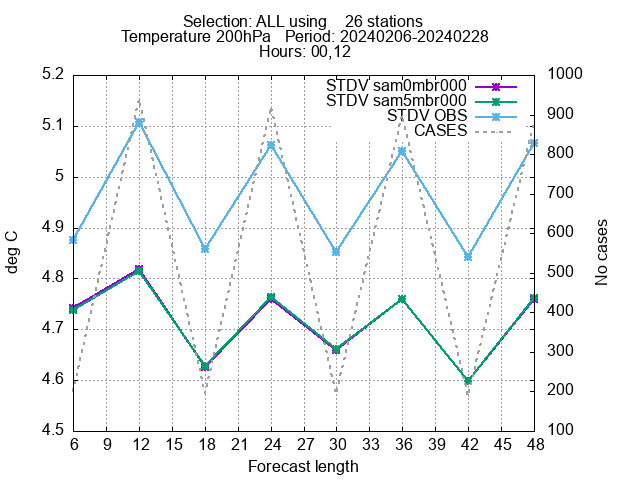 Selection: ALL using    26 stations
Temperature 200hPa   Period: 20240206-20240228
Hours: 00,12
STDV sam0mbr000
STDV sam5mbr000
STDV OBS
CASES
5.2
5.1
5
4.9
4.8
4.7
4.6
4.5
deg C
1000
900
800
700
600
500
400
300
200
100
No cases
6 9 12 15 18 21 24 27 30 33 36 39 42 45 48
Forecast length